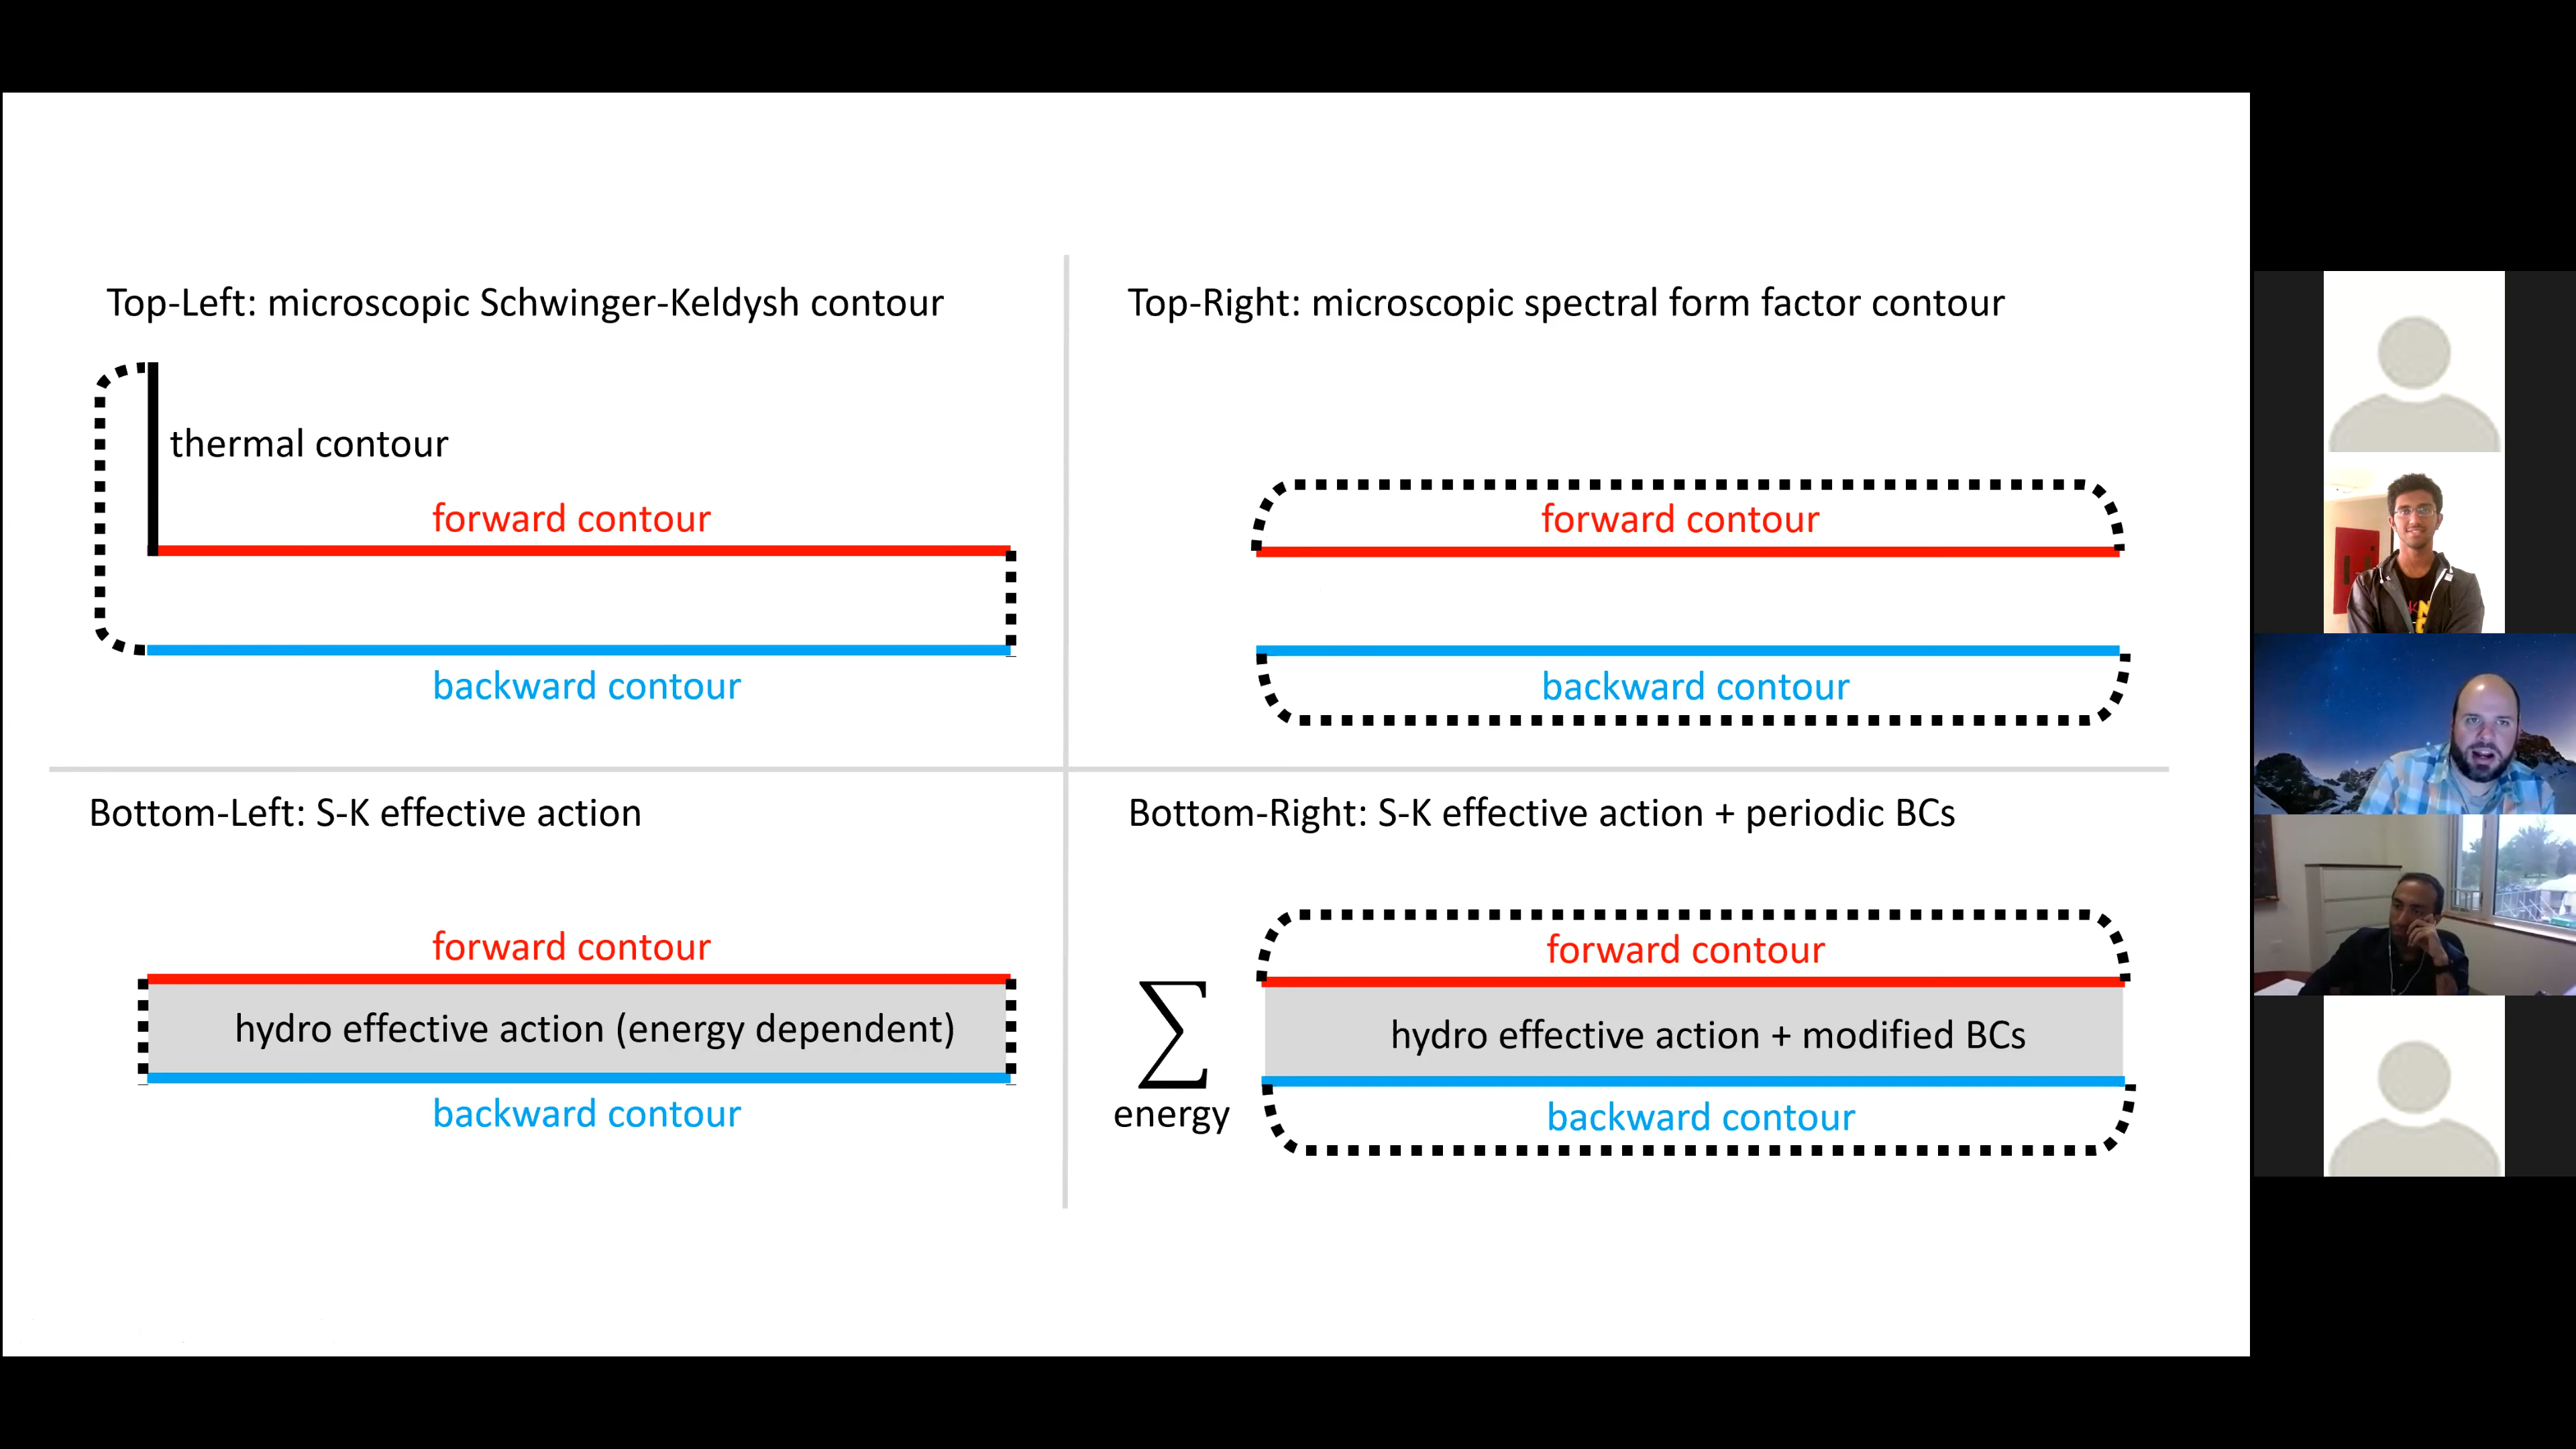 Top-Left: microscopic Schwinger-Keldysh contour
thermal contour
forward contour
backward contour
Top-Right: microscopic spectral form factor contour
forward contour
backward contour
Bottom-Left: S-K effective action
forward contour
hydro effective action (energy dependent)
backward contour
Bottom-Right: S-K effective action + periodic BCs
forward contour
∑
hydro effective action + modified BCs
energy
backward contour